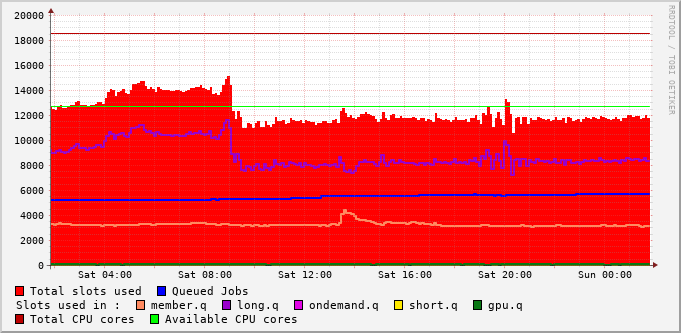 RRDTOOL / TOBI OETIKER
20000
18000
16000
14000
12000
10000
8000
6000
4000
2000
0
Sat 04:00 Sat 08:00 Sat 12:00 Sat 16:00 Sat 20:00 Sun 00:00
Total slots used Queued Jobs
Slots used in : member.q long.q ondemand.q short.q gpu.q
Total CPU cores Available CPU cores